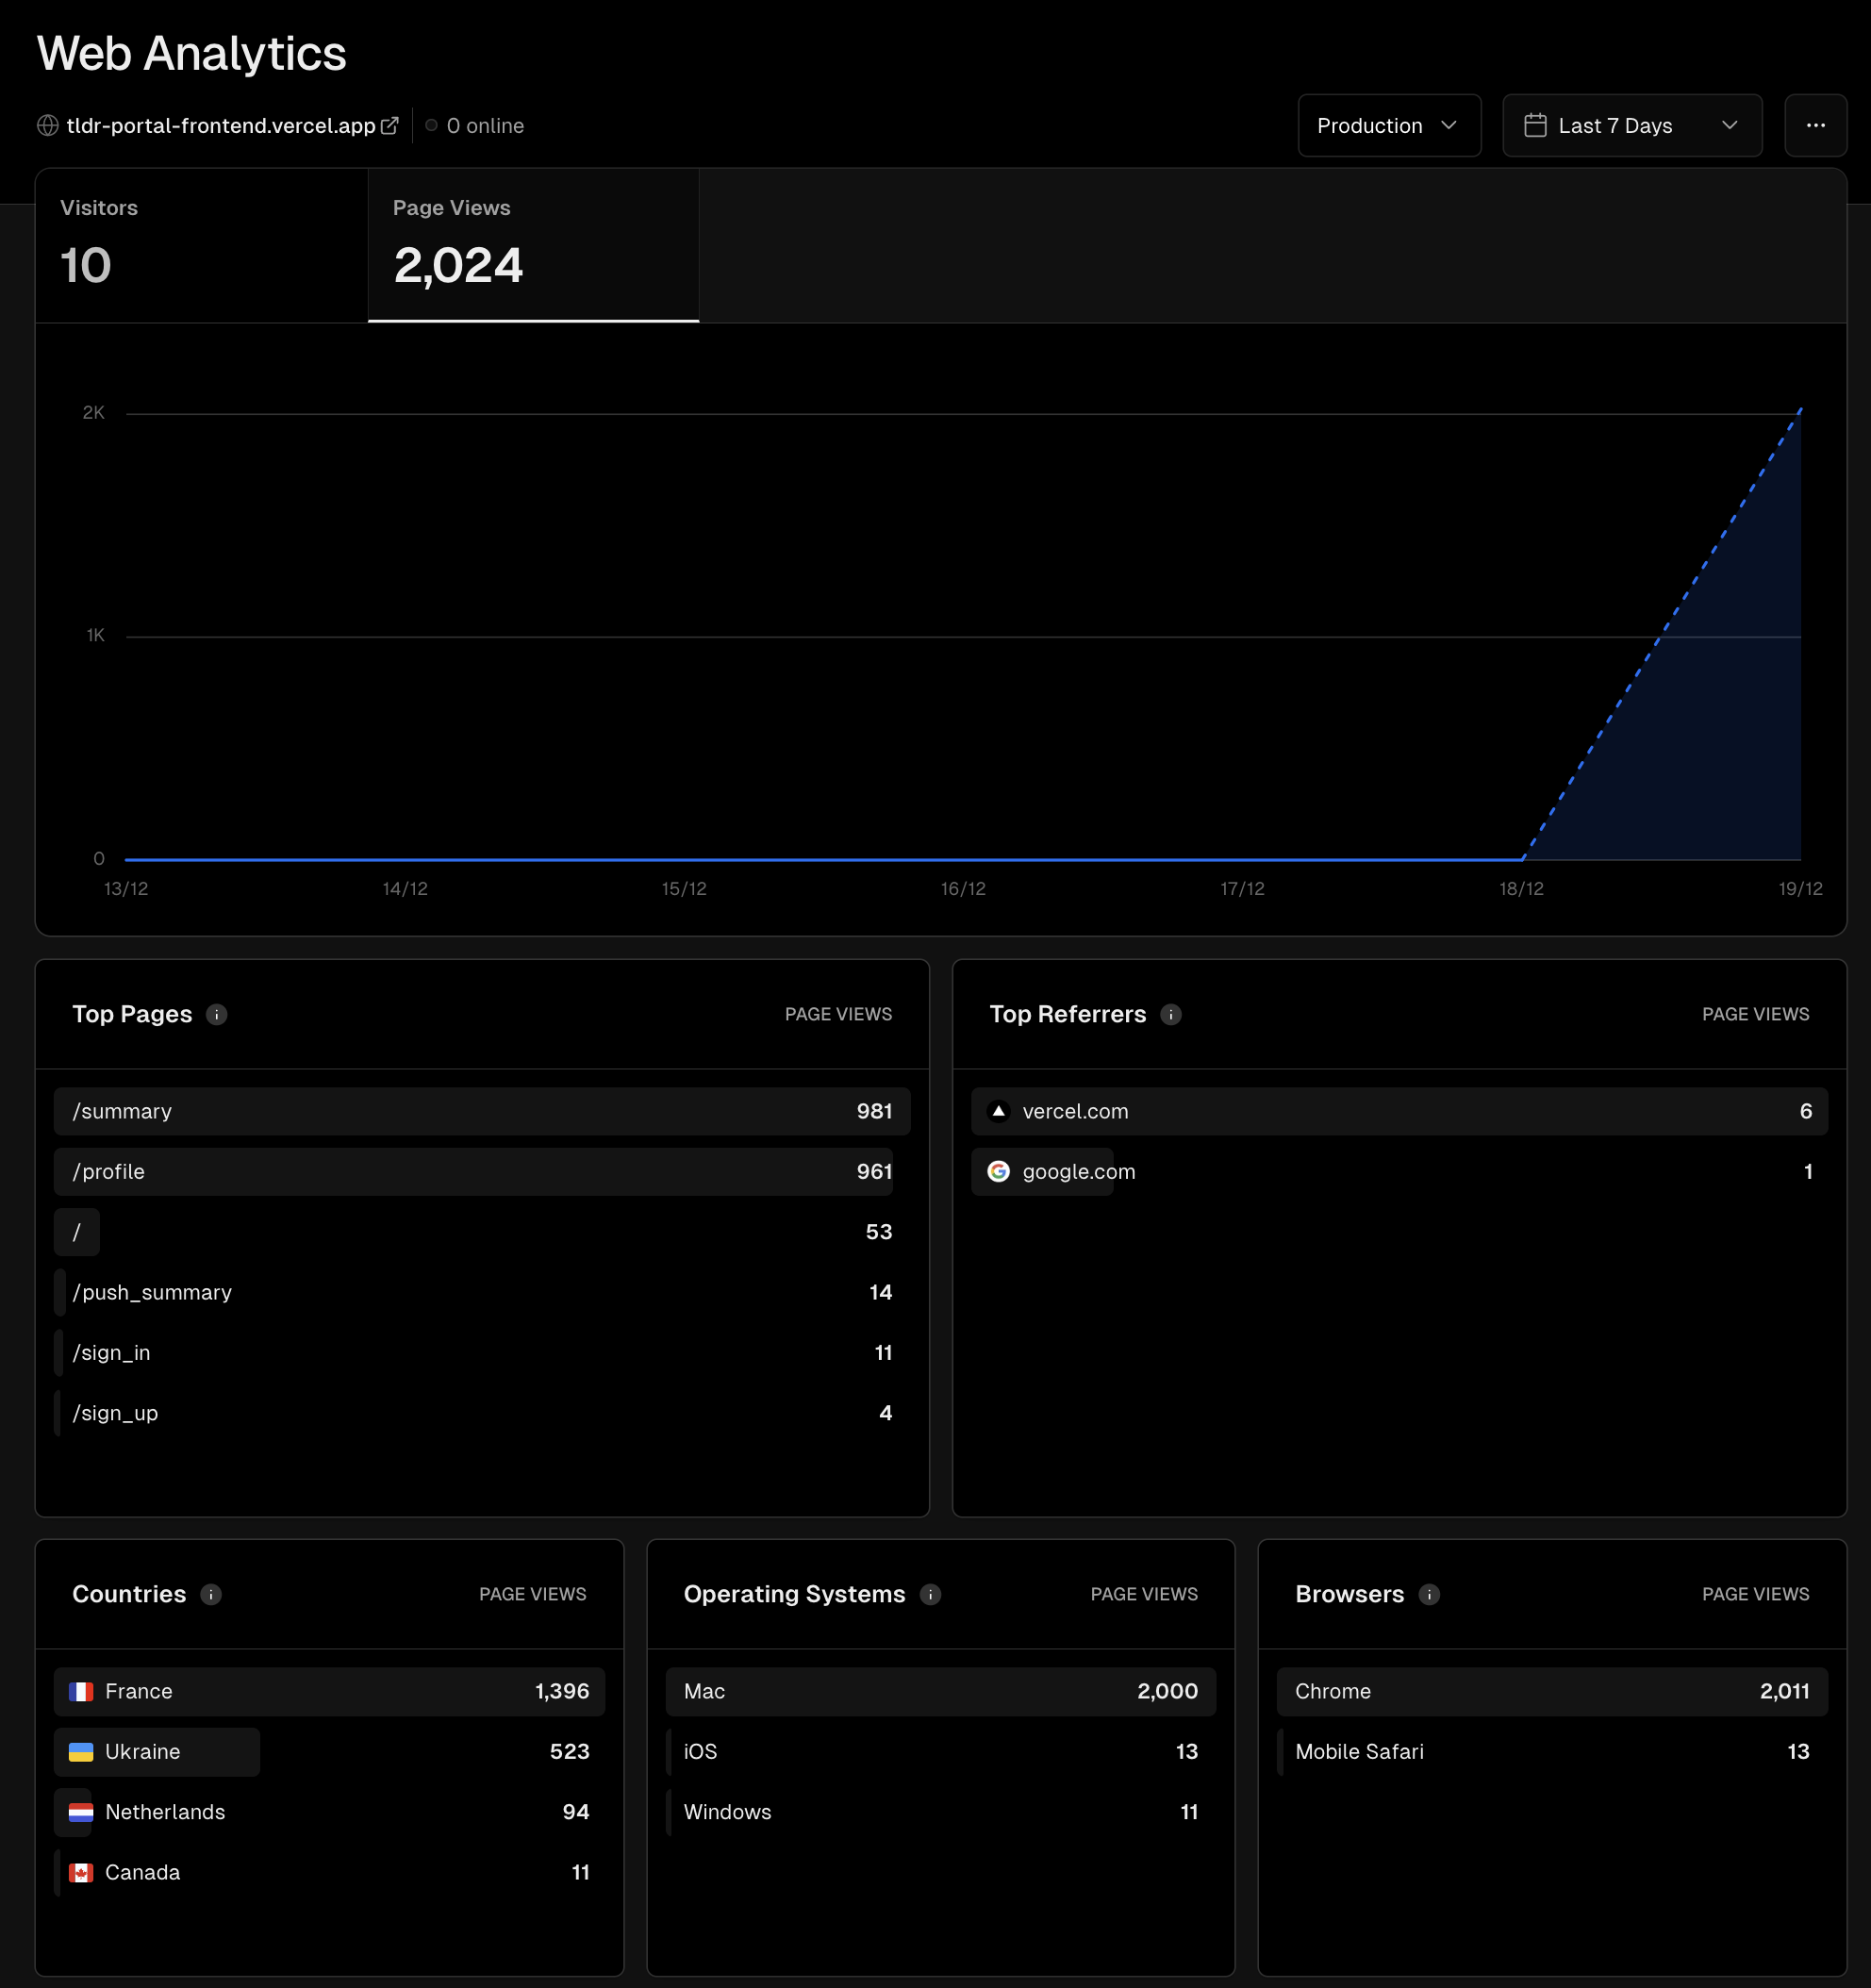 Web Analytics
tldr-portal-frontend.vercel.app 0 online Production Last 7 Days
Visitors Page Views
10 2,024
2K
1K
0
13/12 14/12 15/12 16/12 17/12 18/12 19/12
Top Pages PAGE VIEWS
/summary 981
/profile 961
/ 53
/push_summary 14
/sign_in 11
/sign_up 4
Top Referrers PAGE VIEWS
vercel.com 6
google.com 1
Countries PAGE VIEWS
France 1,396
Ukraine 523
Netherlands 94
Canada 11
Operating Systems PAGE VIEWS
Mac 2,000
iOS 13
Windows 11
Browsers PAGE VIEWS
Chrome 2,011
Mobile Safari 13